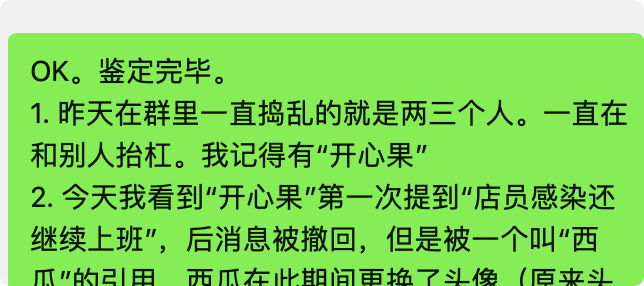 OK。鉴定完毕。
1. 昨天在群里一直捣乱的就是两三个人。一直在
和别人抬杠。我记得有“开心果”
2. 今天我看到“开心果”第一次提到“店员感染还
继续上班”，后消息被撤回，但是被一个叫“西
瓜”的引用，西瓜在此期间更换了头像（原来头